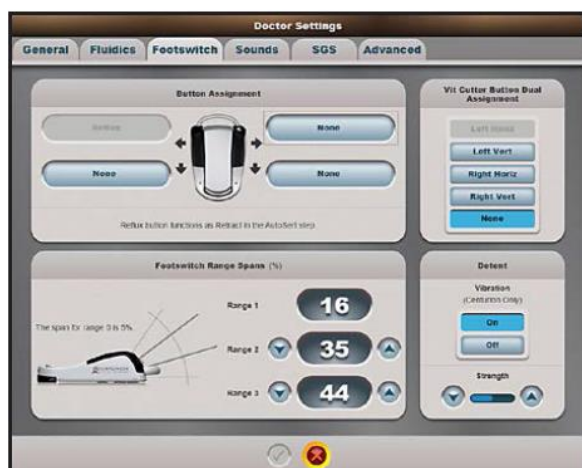 Doctor Settings
General Fluidics Footswitch Sounds SGS Advanced
Button Assignment
Reflux
None
None
None
Reflux button functions as Retract in the AutoSert step.
Vit Cutter Button Dual
Assignment
Left Horiz
Left Vert
Right Horiz
Right Vert
None
Footswitch Range Spans (%)
The span for range 0 is 5%.
Range 1 16
Range 2 35
Range 3 44
Detent
Vibration
(Centurion Only)
On
Off
Strength